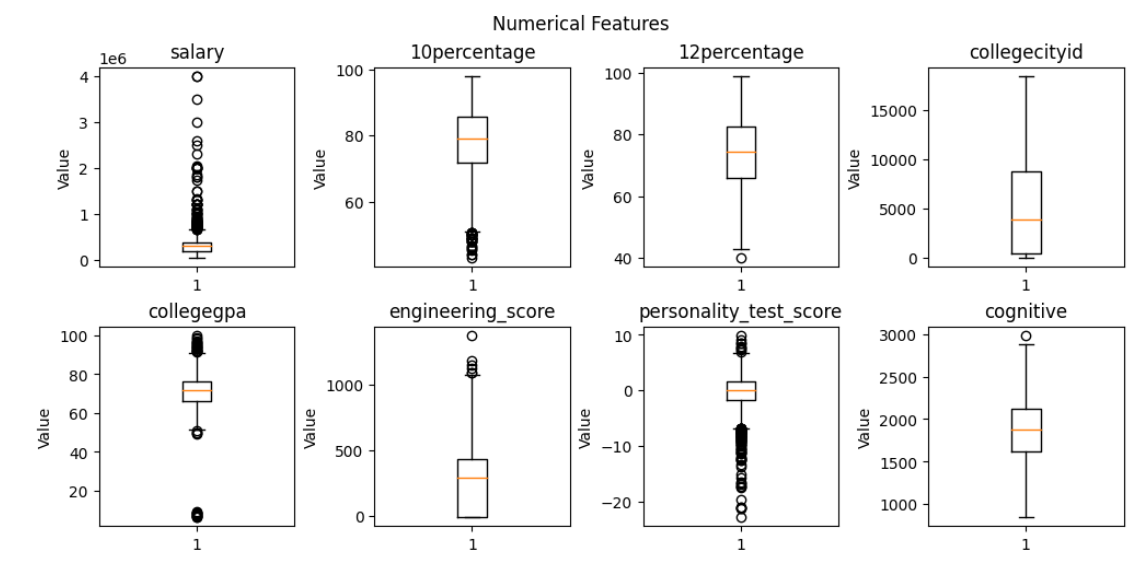 Numerical Features
salary
1e6
4
3
2
1
0
Value
1
10percentage
100
80
60
Value
1
12percentage
100
80
60
40
Value
1
collegecityid
15000
10000
5000
0
Value
1
collegegpa
100
80
60
40
20
Value
1
engineering_score
1000
500
0
Value
1
personality_test_score
10
0
−10
−20
Value
1
cognitive
3000
2500
2000
1500
1000
Value
1